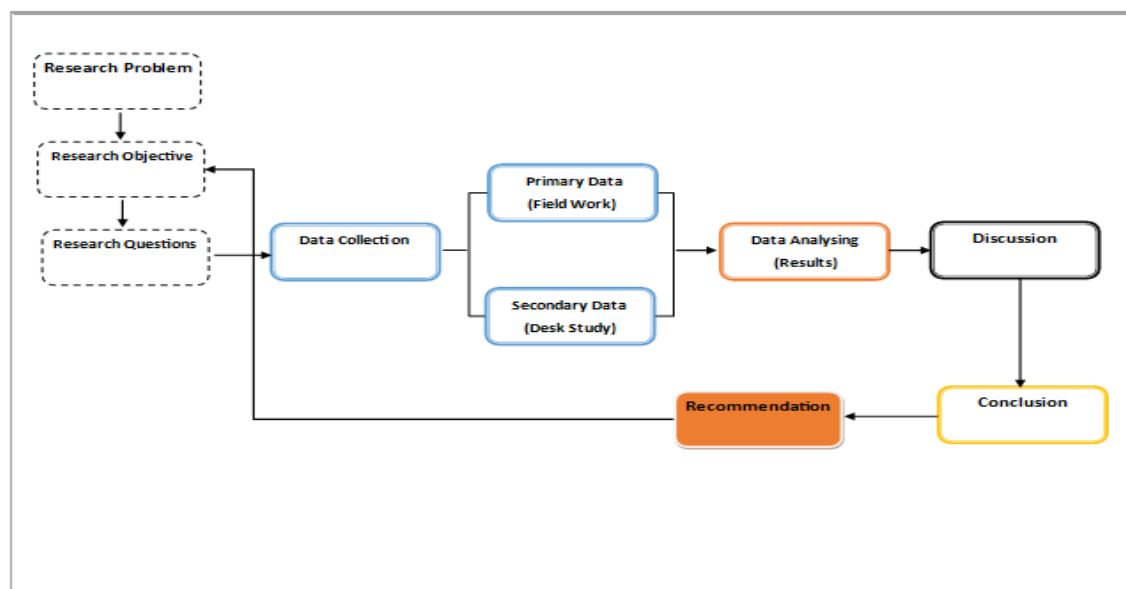 Research Problem
Research Objective
Research Questions
Data Collection
Primary Data
(Field Work)
Secondary Data
(Desk Study)
Data Analysing
(Results)
Discussion
Conclusion
Recommendation